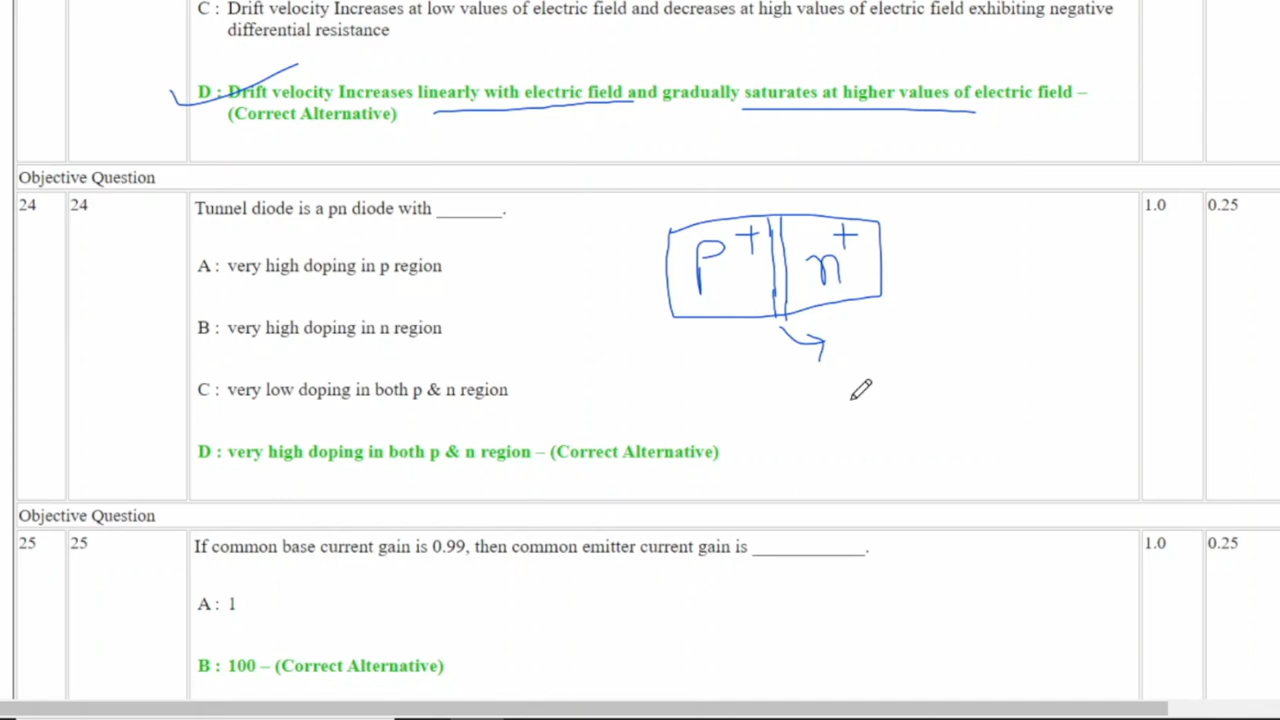 C : Drift velocity Increases at low values of electric field and decreases at high values of electric field exhibiting negative
differential resistance
D : Drift velocity Increases linearly with electric field and gradually saturates at higher values of electric field –
(Correct Alternative)
Objective Question
24 24 Tunnel diode is a pn diode with _______. 1.0 0.25
P+ n+
A : very high doping in p region
B : very high doping in n region
C : very low doping in both p & n region
D : very high doping in both p & n region – (Correct Alternative)
Objective Question
25 25 If common base current gain is 0.99, then common emitter current gain is ____________. 1.0 0.25
A : 1
B : 100 – (Correct Alternative)